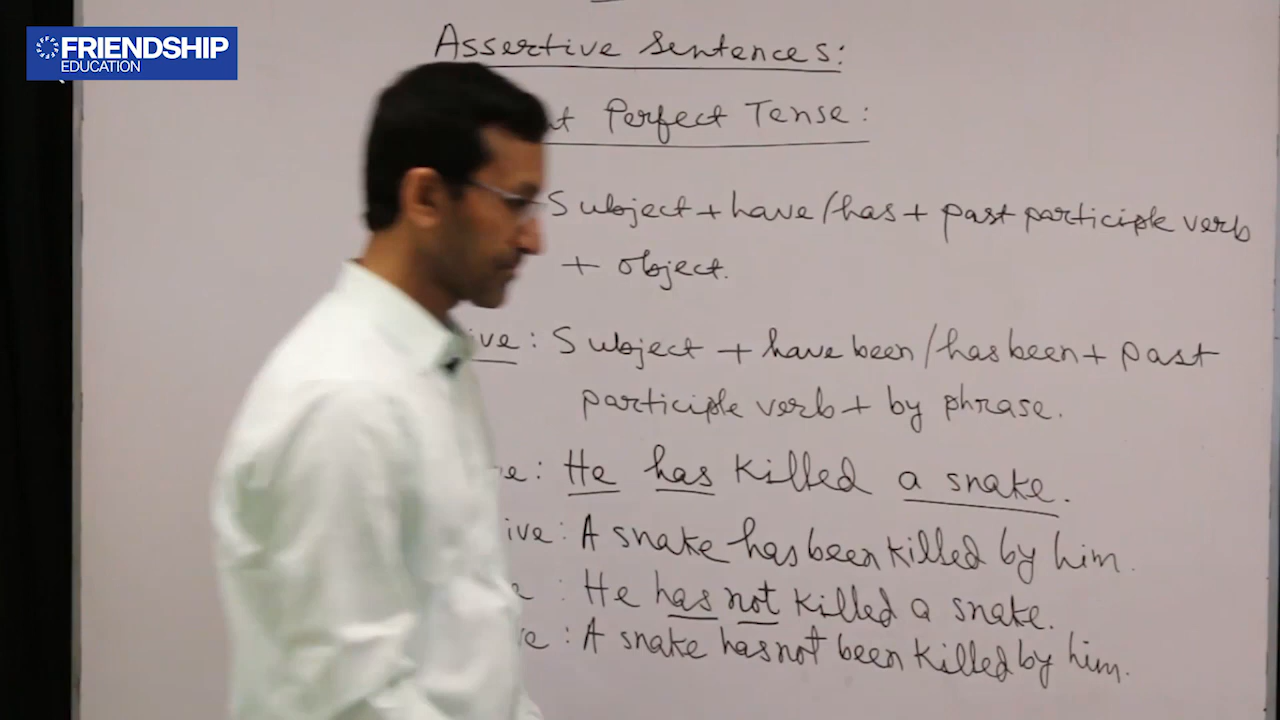 FRIENDSHIP
EDUCATION
Assertive Sentences:
Perfect Tense:
Subject + have/has + past participle verb
+ object.
: Subject + have been/has been + past
participle verb + by phrase.
: He has killed a snake.
: A snake has been killed by him.
: He has not killed a snake.
: A snake has not been killed by him.